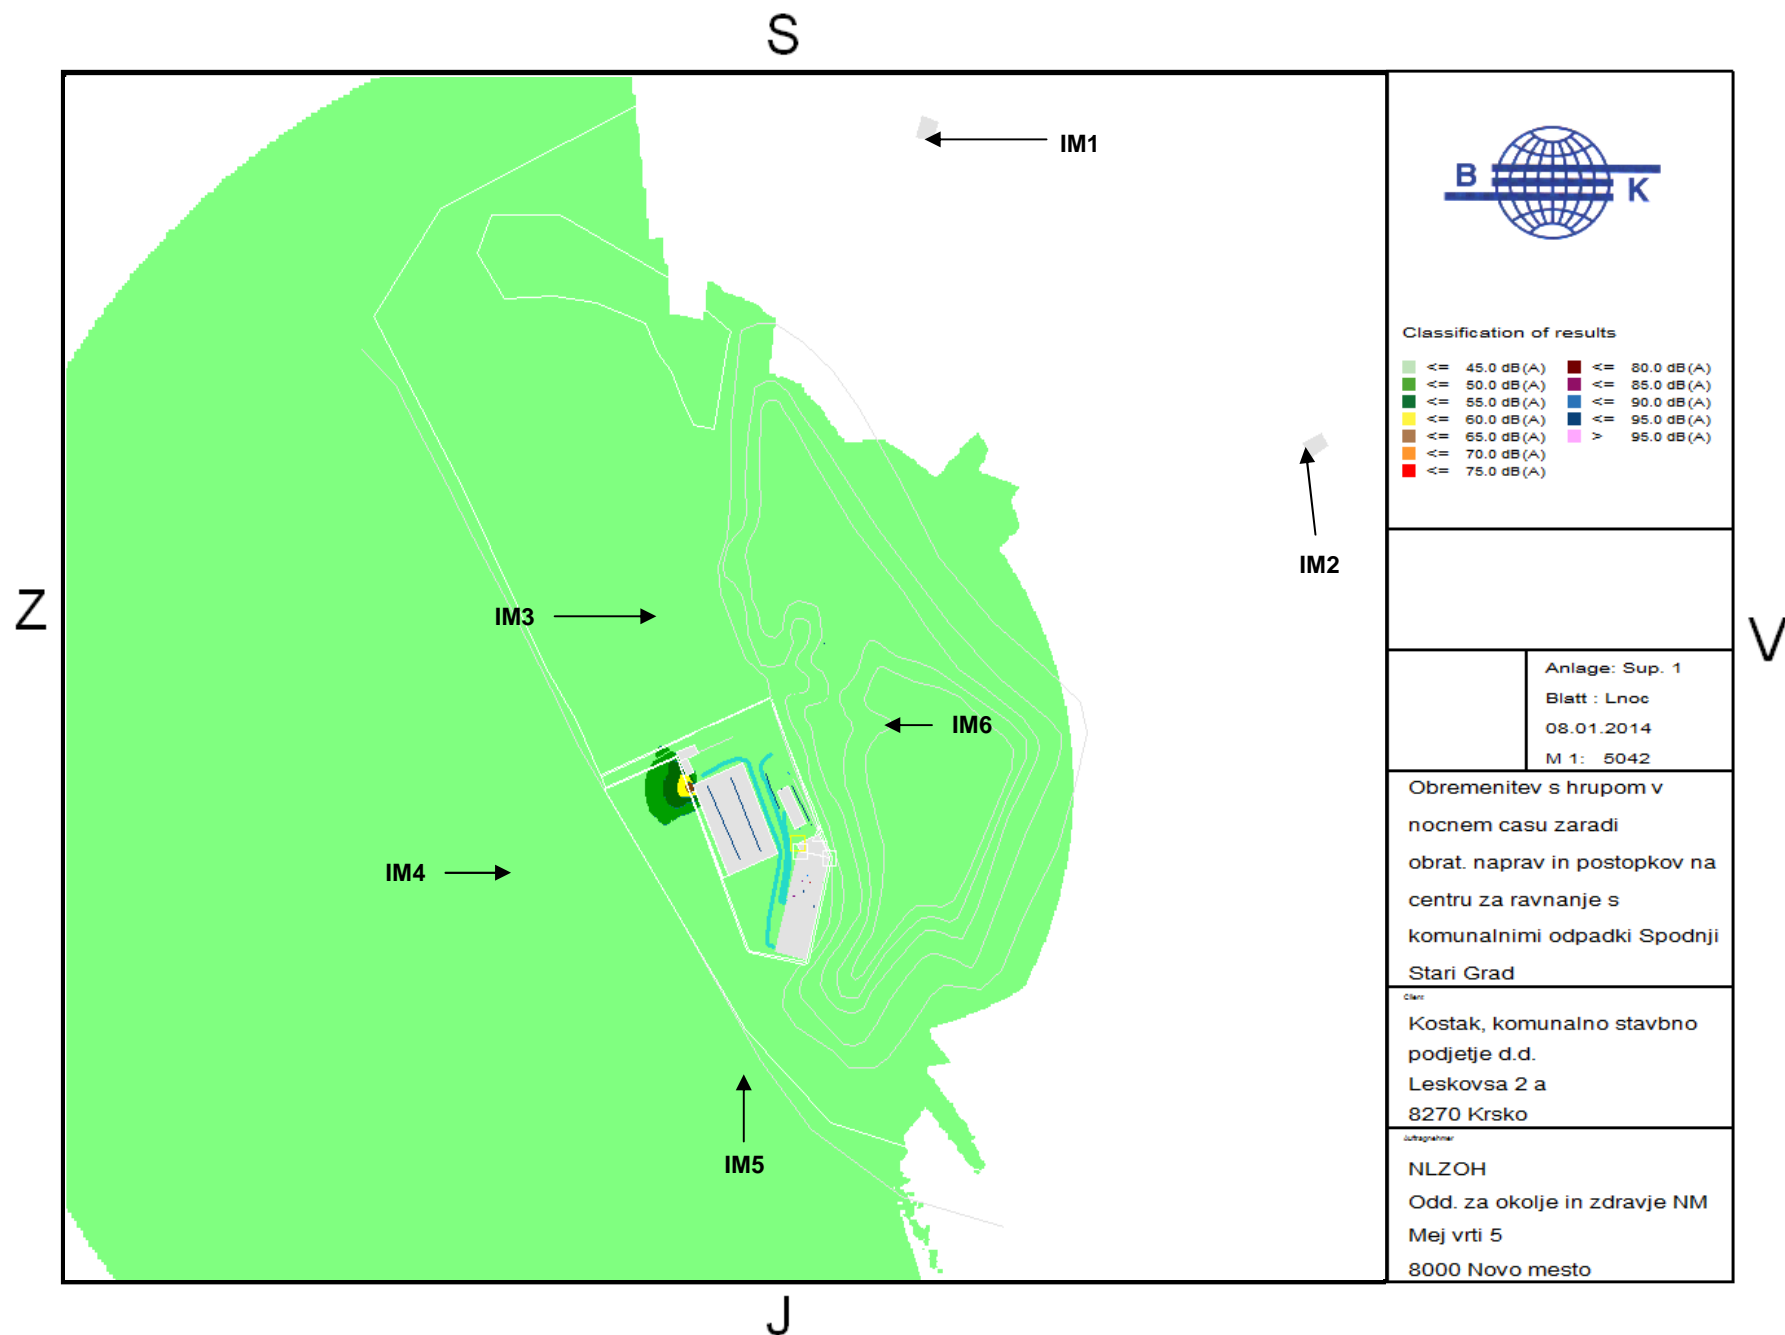 S
IM1
B K
Classification of results
<= 45.0 dB(A) <= 80.0 dB(A)
<= 50.0 dB(A) <= 85.0 dB(A)
<= 55.0 dB(A) <= 90.0 dB(A)
<= 60.0 dB(A) <= 95.0 dB(A)
<= 65.0 dB(A) > 95.0 dB(A)
<= 70.0 dB(A)
<= 75.0 dB(A)
IM2
Z
IM3
V
IM6
Anlage: Sup. 1
Blatt : Lnoc
08.01.2014
M 1: 5042
Obremenitev s hrupom v
nocnem casu zaradi
obrat. naprav in postopkov na
centru za ravnanje s
komunalnimi odpadki Spodnji
Stari Grad
IM4
Client
Kostak, komunalno stavbno
podjetje d.d.
Leskovsa 2 a
8270 Krsko
IM5
Auftragnehmer
NLZOH
Odd. za okolje in zdravje NM
Mej vrti 5
8000 Novo mesto
J